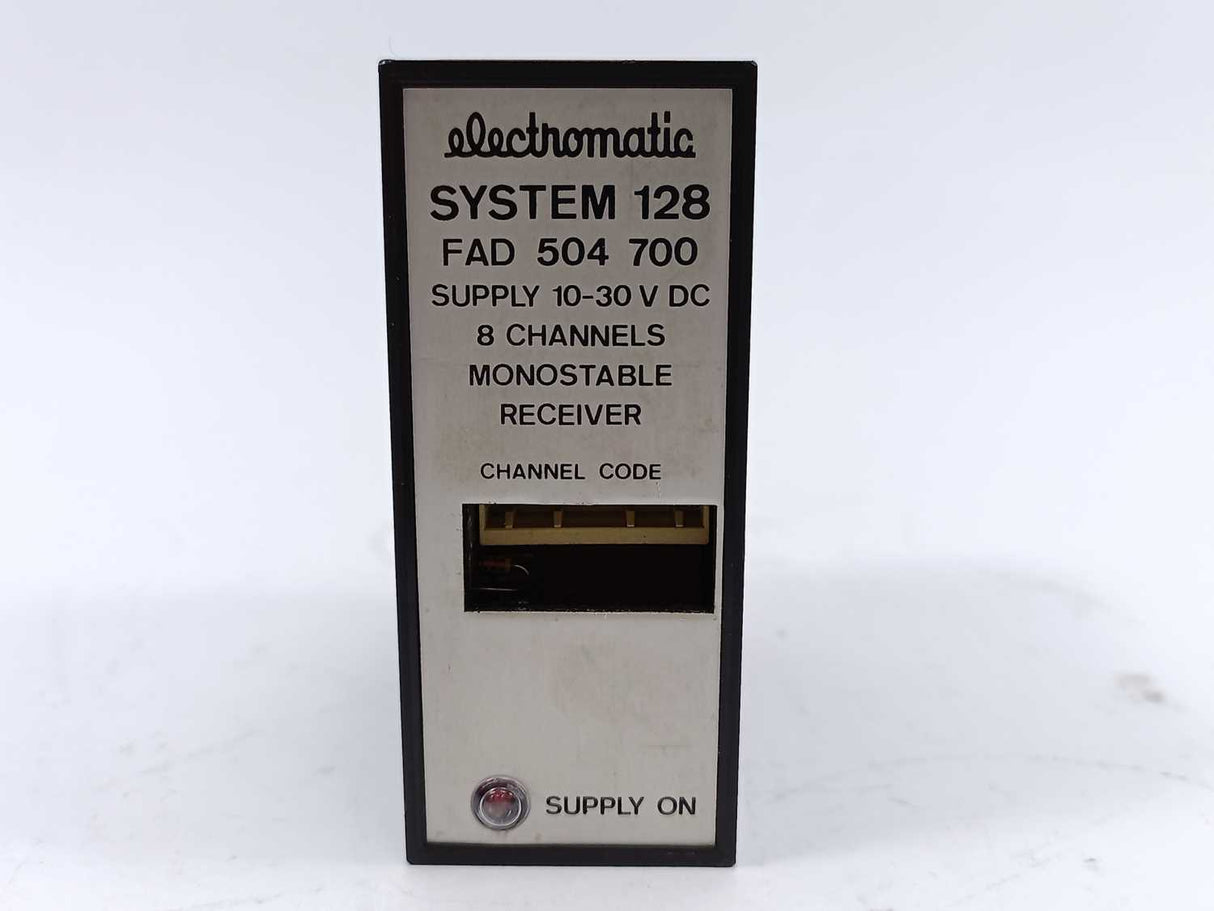 electromatic
SYSTEM 128
FAD 504 700
SUPPLY 10-30 V DC
8 CHANNELS
MONOSTABLE
RECEIVER
CHANNEL CODE
SUPPLY ON